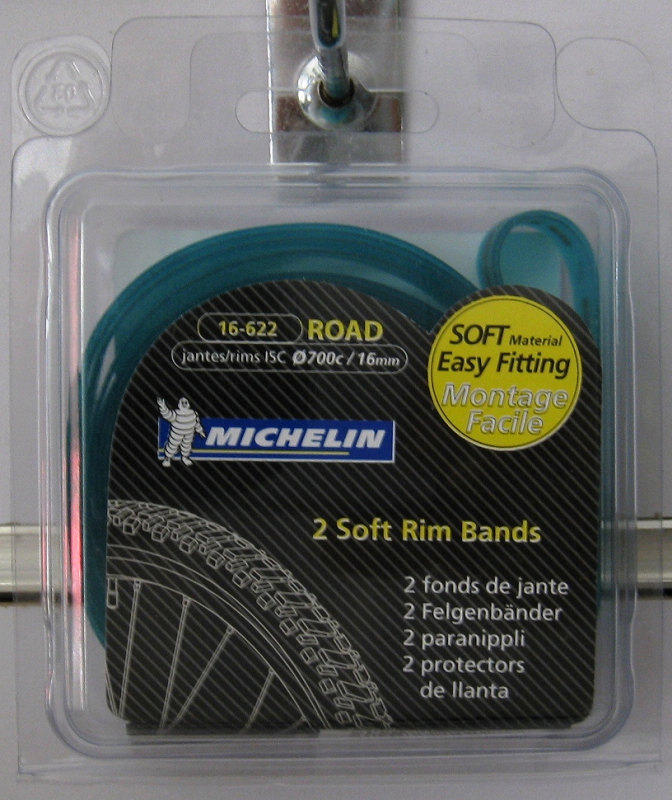 16-622 ROAD
jantes/rims ISC Ø700c/16mm
SOFT Material
Easy Fitting
Montage
Facile
MICHELIN
2 Soft Rim Bands
2 fonds de jante
2 Felgenbänder
2 paranippli
2 protectors
de llanta